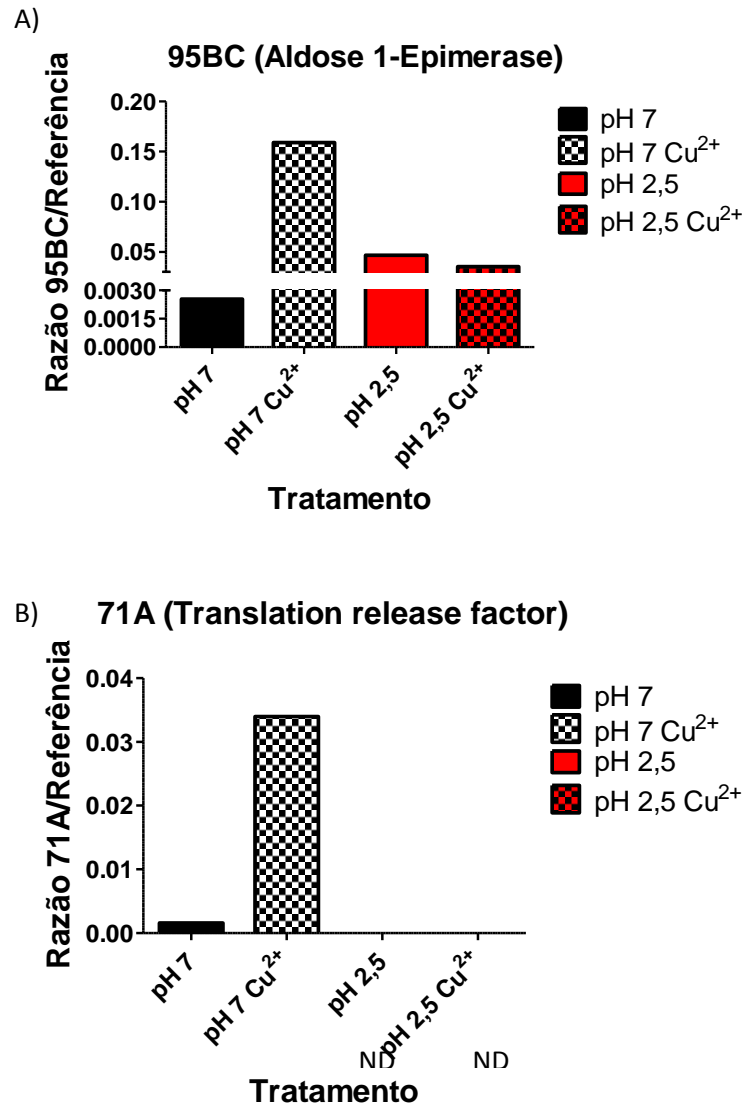 A)
95BC (Aldose 1-Epimerase)
Razão 95BC/Referência
0.20
0.15
0.10
0.05
0.0030
0.0015
0.0000
pH 7
pH 7 Cu²⁺
pH 2,5
pH 2,5 Cu²⁺
Tratamento
pH 7
pH 7 Cu²⁺
pH 2,5
pH 2,5 Cu²⁺
B)
71A (Translation release factor)
Razão 71A/Referência
0.04
0.03
0.02
0.01
0.00
pH 7
pH 7 Cu²⁺
pH 2,5
pH 2,5 Cu²⁺
ND
ND
Tratamento
pH 7
pH 7 Cu²⁺
pH 2,5
pH 2,5 Cu²⁺